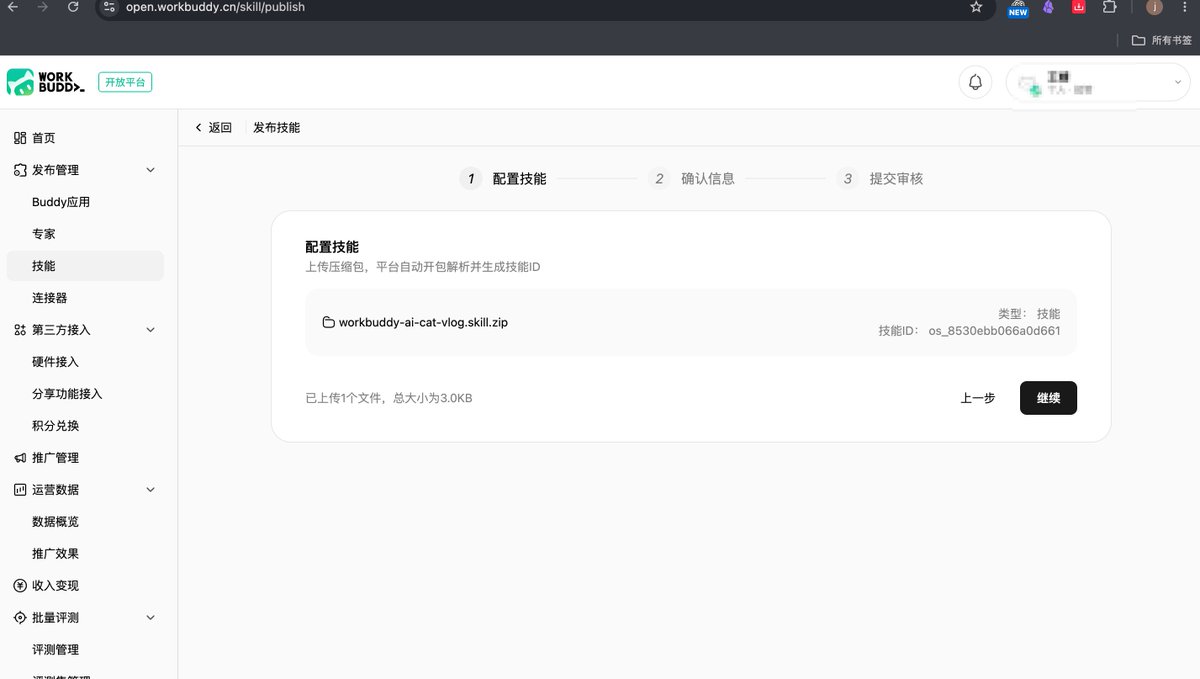 open.workbuddy.cn/skill/publish
NEW
j
所有书签
WORK
BUDD>_
开放平台
返回
发布技能
首页
发布管理
Buddy应用
专家
技能
连接器
第三方接入
硬件接入
分享功能接入
积分兑换
推广管理
运营数据
数据概览
推广效果
收入变现
批量评测
评测管理
评测集管理
1 配置技能
2 确认信息
3 提交审核
配置技能
上传压缩包，平台自动开包解析并生成技能ID
workbuddy-ai-cat-vlog.skill.zip
类型： 技能
技能ID： os_8530ebb066a0d661
已上传1个文件，总大小为3.0KB
上一步
继续